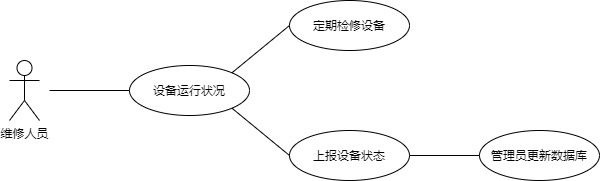 定期检修设备
设备运行状况
维修人员
上报设备状态
管理员更新数据库